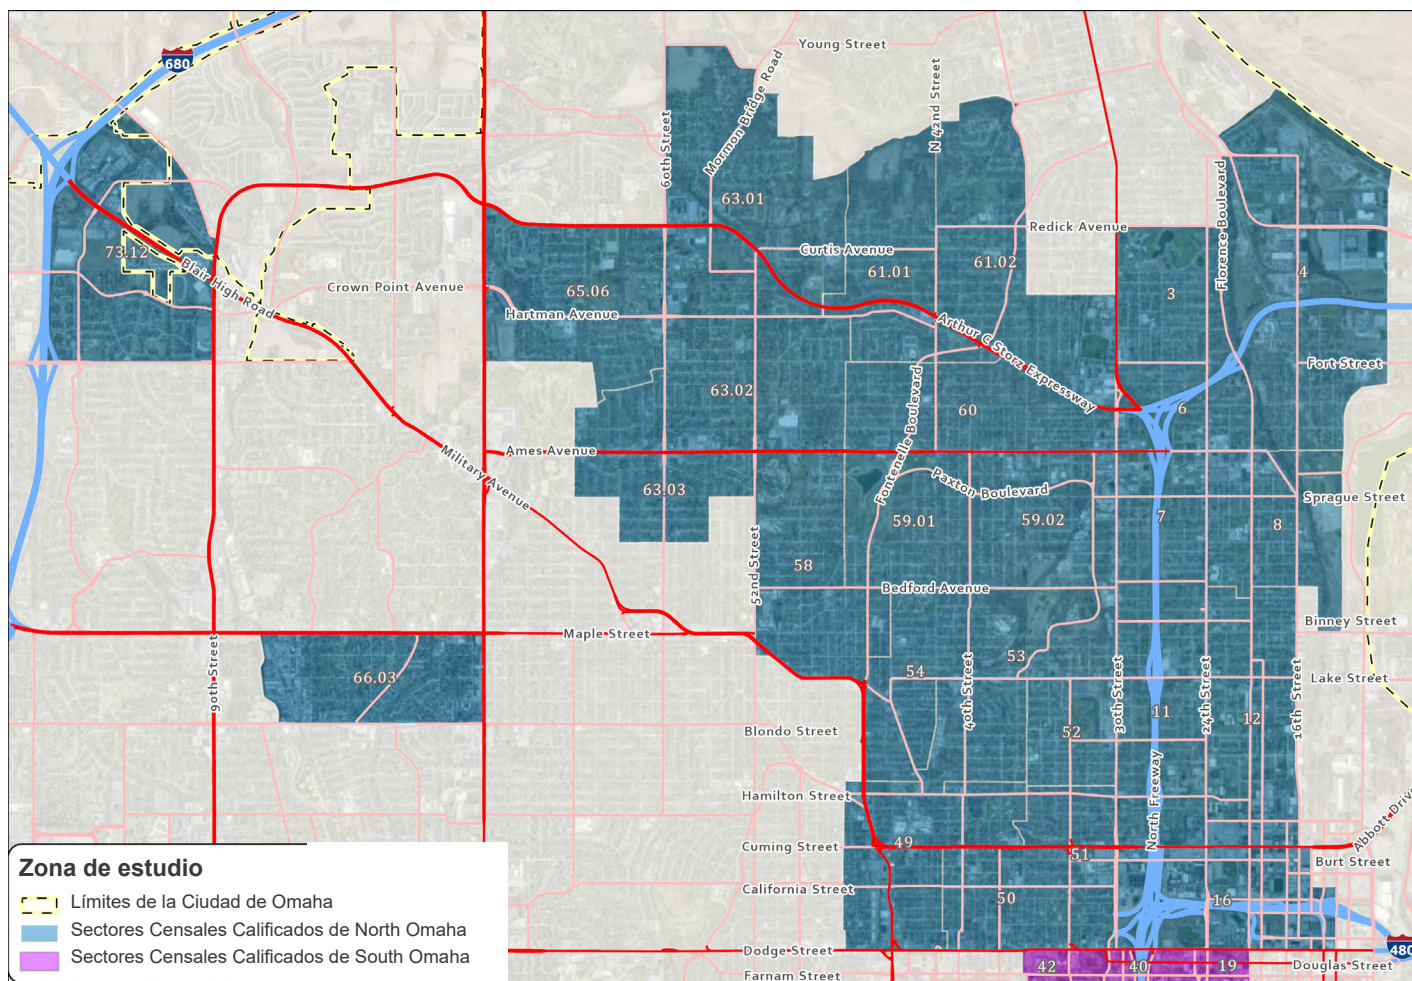 Young Street
680
Mormon Bridge Road
N 42nd Street
60th Street
63.01
Florence Boulevard
Redick Avenue
73.12
Curtis Avenue
61.01
61.02
4
Blair High Road
Crown Point Avenue
65.06
3
Hartman Avenue
Arthur C Storz Expressway
Fort Street
63.02
Fontenelle Boulevard
60
6
Ames Avenue
Military Avenue
Paxton Boulevard
63.03
Sprague Street
59.01
59.02
7
8
52nd Street
58
Bedford Avenue
Binney Street
Maple Street
90th Street
66.03
54
53
40th Street
30th Street
24th Street
16th Street
Lake Street
11
12
52
Blondo Street
North Freeway
Hamilton Street
Abbott Drive
49
Cuming Street
51
Burt Street
California Street
50
16
Dodge Street
480
42
40
19
Douglas Street
Farnam Street
Zona de estudio
Límites de la Ciudad de Omaha
Sectores Censales Calificados de North Omaha
Sectores Censales Calificados de South Omaha